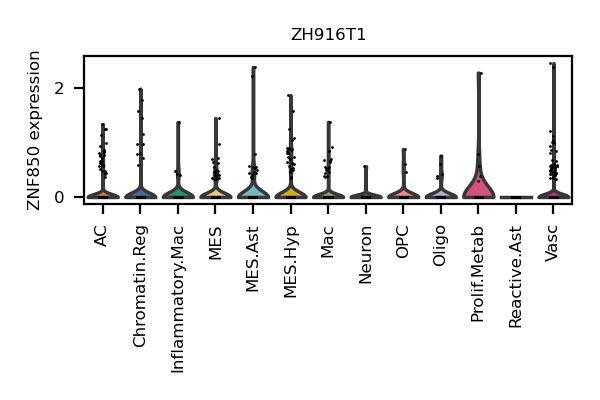 ZH916T1
ZNF850 expression
2
0
AC
Chromatin.Reg
Inflammatory.Mac
MES
MES.Ast
MES.Hyp
Mac
Neuron
OPC
Oligo
Prolif.Metab
Reactive.Ast
Vasc